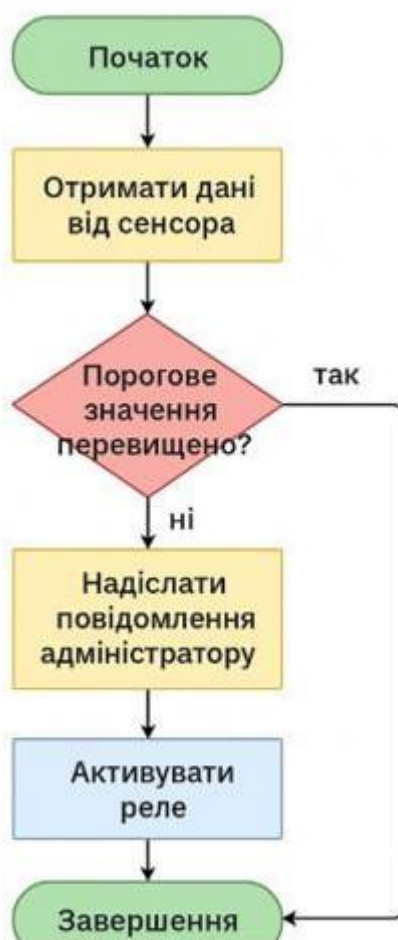 Початок
Отримати дані
від сенсора
Порогове
значення
перевищено?
так
ні
Надіслати
повідомлення
адміністратору
Активувати
реле
Завершення